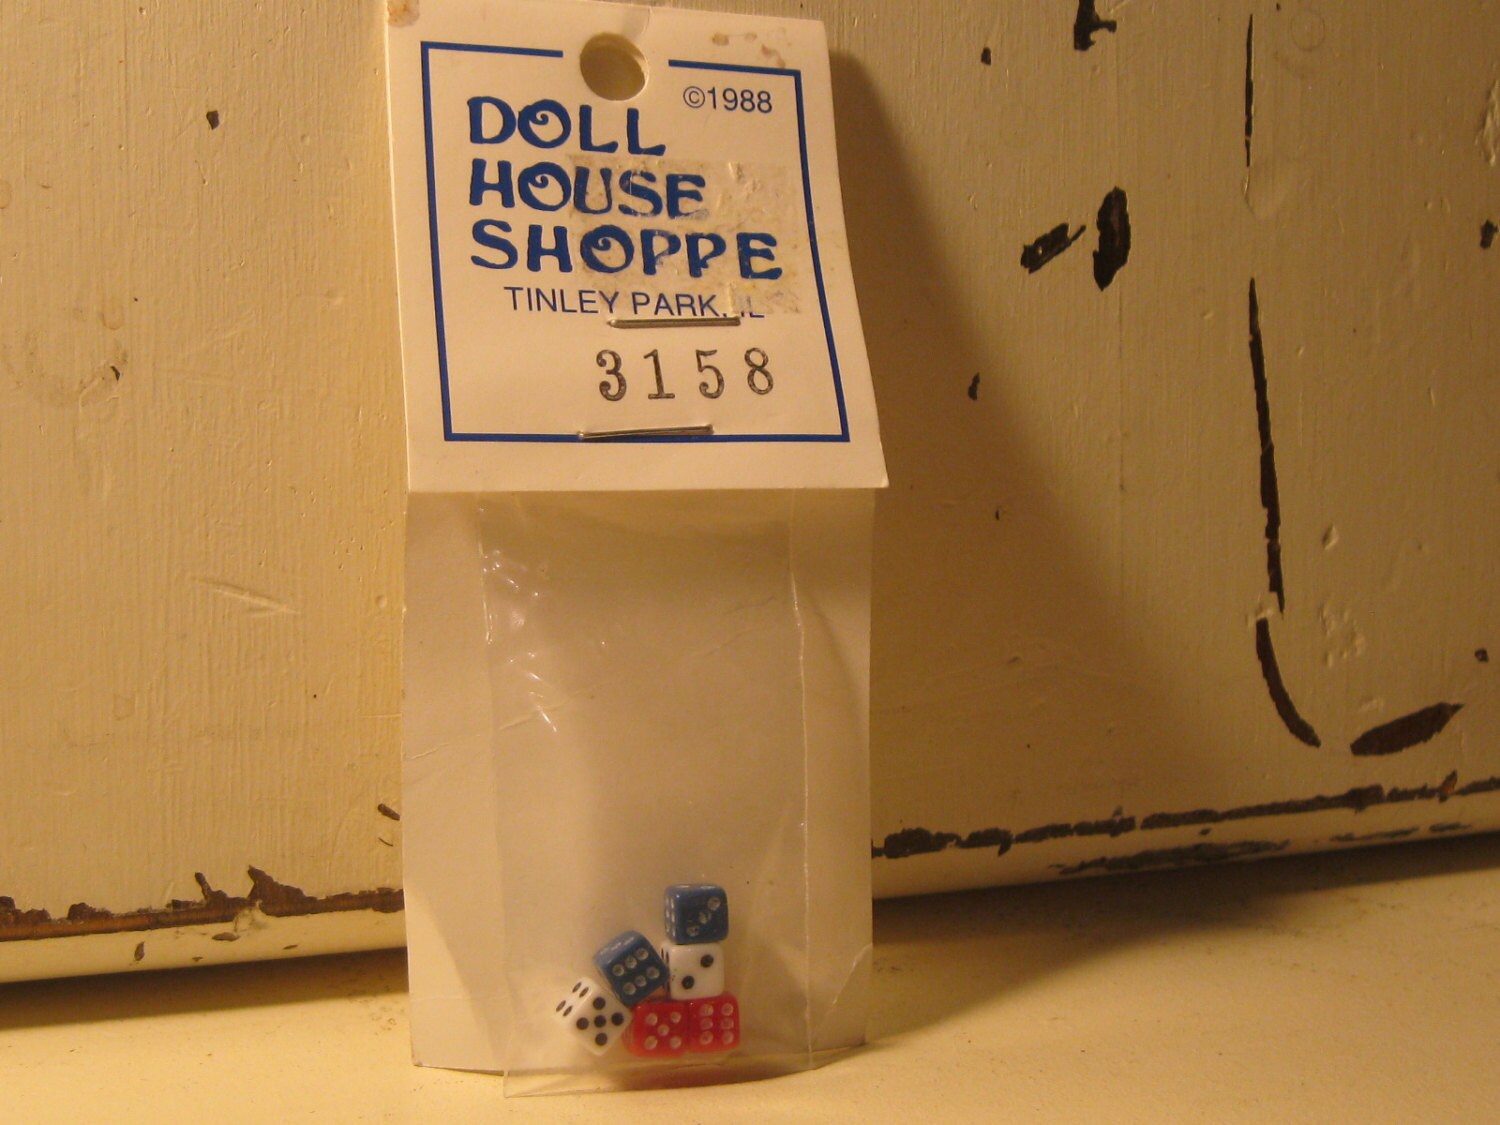 ©1988
DOLL
HOUSE
SHOPPE
TINLEY PARK, IL
3158